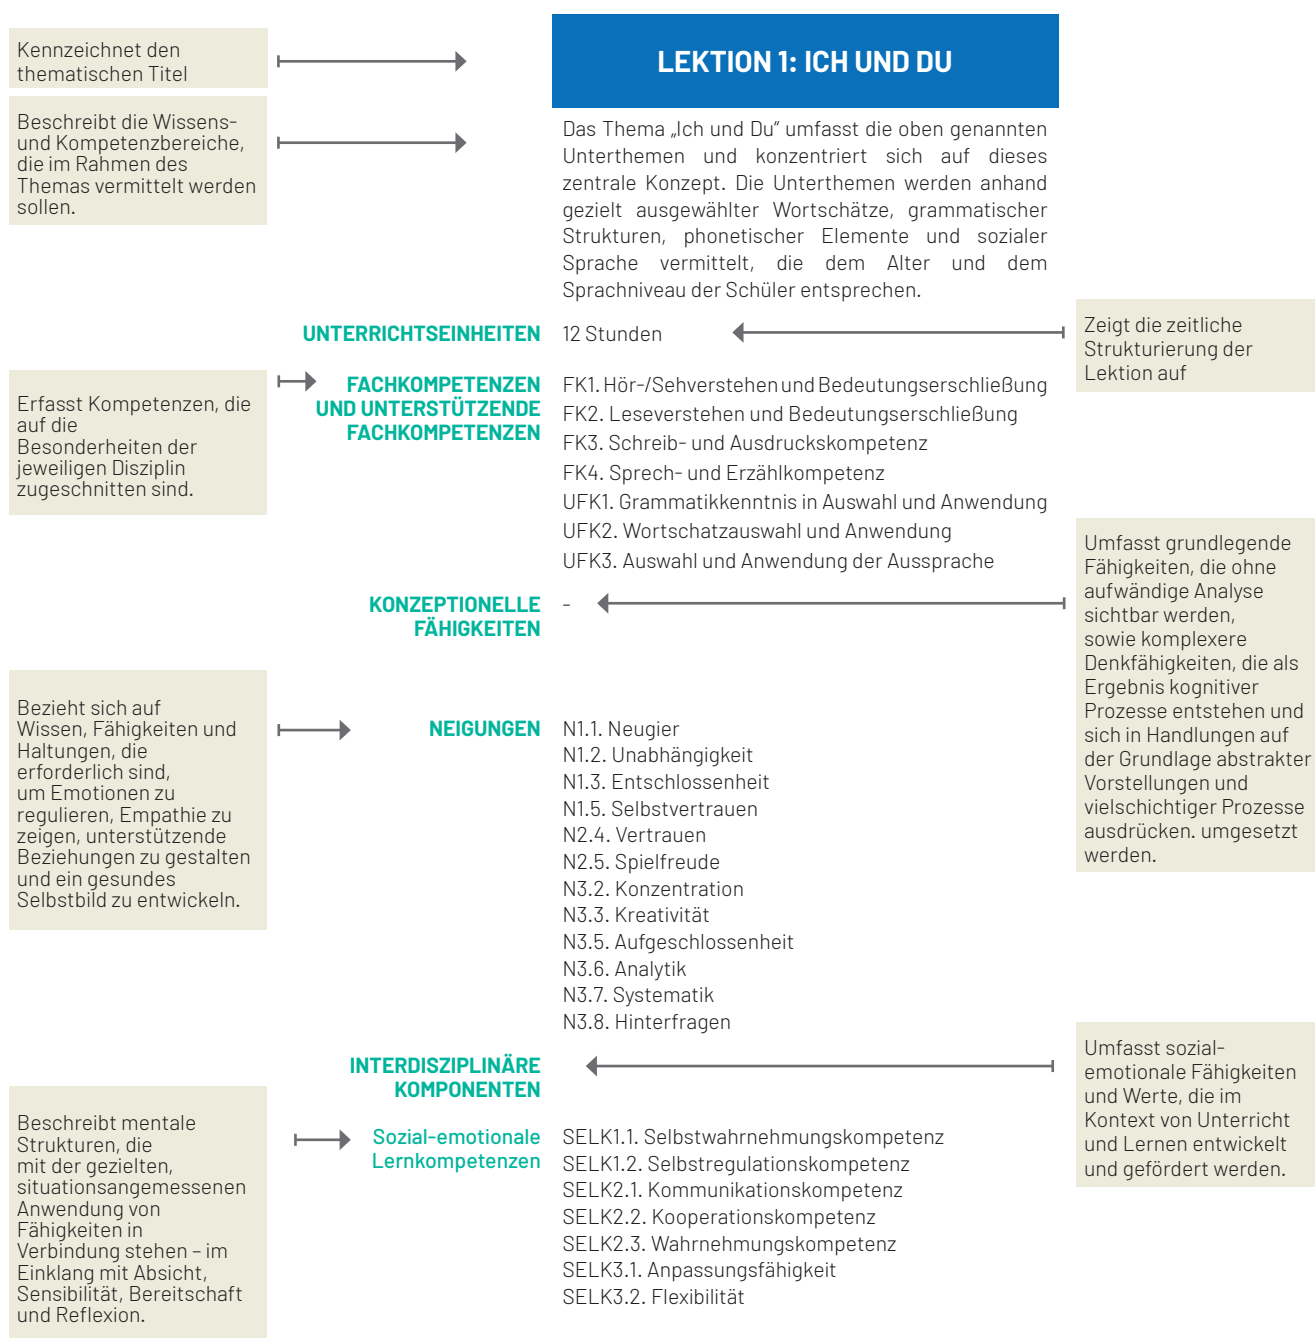 Kennzeichnet den
thematischen Titel
LEKTION 1: ICH UND DU
Beschreibt die Wissens-
und Kompetenzbereiche,
die im Rahmen des
Themas vermittelt werden
sollen.
Das Thema „Ich und Du“ umfasst die oben genannten
Unterthemen und konzentriert sich auf dieses
zentrale Konzept. Die Unterthemen werden anhand
gezielt ausgewählter Wortschätze, grammatischer
Strukturen, phonetischer Elemente und sozialer
Sprache vermittelt, die dem Alter und dem
Sprachniveau der Schüler entsprechen.
UNTERRICHTSEINHEITEN
12 Stunden
Zeigt die zeitliche
Strukturierung der
Lektion auf
Erfasst Kompetenzen, die
auf die
Besonderheiten der
jeweiligen Disziplin
zugeschnitten sind.
FACHKOMPETENZEN
UND UNTERSTÜTZENDE
FACHKOMPETENZEN
FK1. Hör-/Sehverstehen und Bedeutungserschließung
FK2. Leseverstehen und Bedeutungserschließung
FK3. Schreib- und Ausdruckskompetenz
FK4. Sprech- und Erzählkompetenz
UFK1. Grammatikkenntnis in Auswahl und Anwendung
UFK2. Wortschatzauswahl und Anwendung
UFK3. Auswahl und Anwendung der Aussprache
KONZEPTIONELLE
FÄHIGKEITEN
-
Umfasst grundlegende
Fähigkeiten, die ohne
aufwändige Analyse
sichtbar werden,
sowie komplexere
Denkfähigkeiten, die als
Ergebnis kognitiver
Prozesse entstehen und
sich in Handlungen auf
der Grundlage abstrakter
Vorstellungen und
vielschichtiger Prozesse
ausdrücken. umgesetzt
werden.
Bezieht sich auf
Wissen, Fähigkeiten und
Haltungen, die
erforderlich sind,
um Emotionen zu
regulieren, Empathie zu
zeigen, unterstützende
Beziehungen zu gestalten
und ein gesundes
Selbstbild zu entwickeln.
NEIGUNGEN
N1.1. Neugier
N1.2. Unabhängigkeit
N1.3. Entschlossenheit
N1.5. Selbstvertrauen
N2.4. Vertrauen
N2.5. Spielfreude
N3.2. Konzentration
N3.3. Kreativität
N3.5. Aufgeschlossenheit
N3.6. Analytik
N3.7. Systematik
N3.8. Hinterfragen
INTERDISZIPLINÄRE
KOMPONENTEN
Umfasst sozial-
emotionale Fähigkeiten
und Werte, die im
Kontext von Unterricht
und Lernen entwickelt
und gefördert werden.
Beschreibt mentale
Strukturen, die
mit der gezielten,
situationsangemessenen
Anwendung von
Fähigkeiten in
Verbindung stehen – im
Einklang mit Absicht,
Sensibilität, Bereitschaft
und Reflexion.
Sozial-emotionale
Lernkompetenzen
SELK1.1. Selbstwahrnehmungskompetenz
SELK1.2. Selbstregulationskompetenz
SELK2.1. Kommunikationskompetenz
SELK2.2. Kooperationskompetenz
SELK2.3. Wahrnehmungskompetenz
SELK3.1. Anpassungsfähigkeit
SELK3.2. Flexibilität